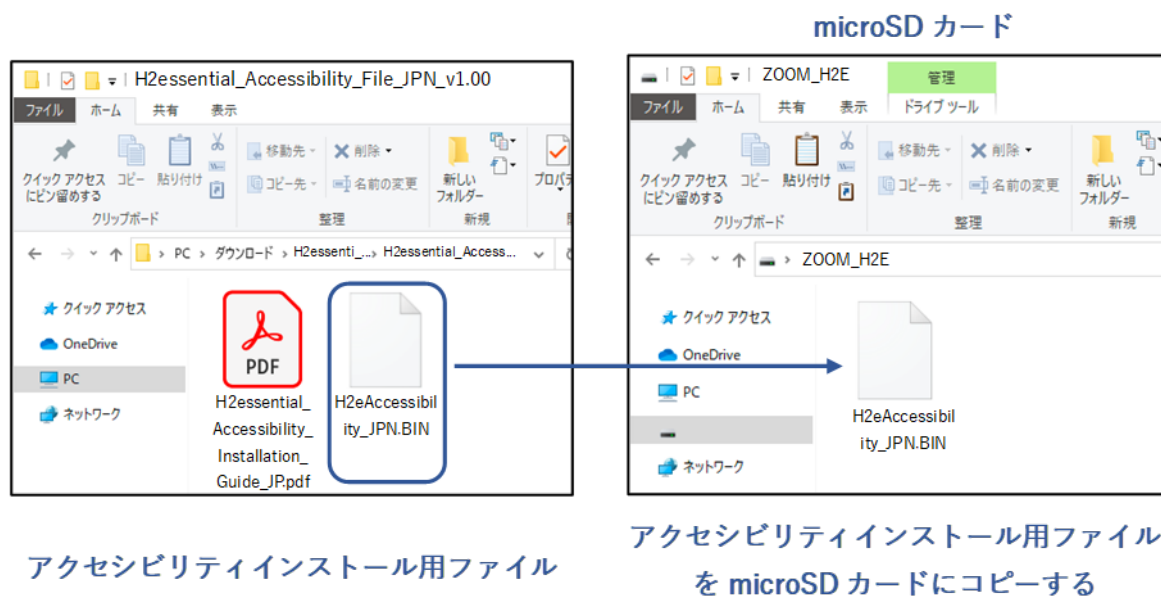 microSD カード
H2essential_Accessibility_File_JPN_v1.00
ファイル ホーム 共有 表示
クイック アクセス
にピン留めする
コピー
貼り付け
移動先
コピー先
削除
名前の変更
新しい
フォルダー
クリップボード
整理
新規
PC > ダウンロード > H2essenti_...> H2essential_Access...
クイック アクセス
OneDrive
PC
ネットワーク
PDF
H2essential_
Accessibility_
Installation_
Guide_JP.pdf
H2eAccessibil
ity_JPN.BIN
アクセシビリティインストール用ファイル
ZOOM_H2E
管理
ファイル ホーム 共有 表示 ドライブ ツール
クイック アクセス
にピン留めする
コピー
貼り付け
移動先
コピー先
削除
名前の変更
新しい
フォルダー
クリップボード
整理
新規
> ZOOM_H2E
クイック アクセス
OneDrive
PC
ネットワーク
H2eAccessibil
ity_JPN.BIN
アクセシビリティインストール用ファイル
を microSD カードにコピーする